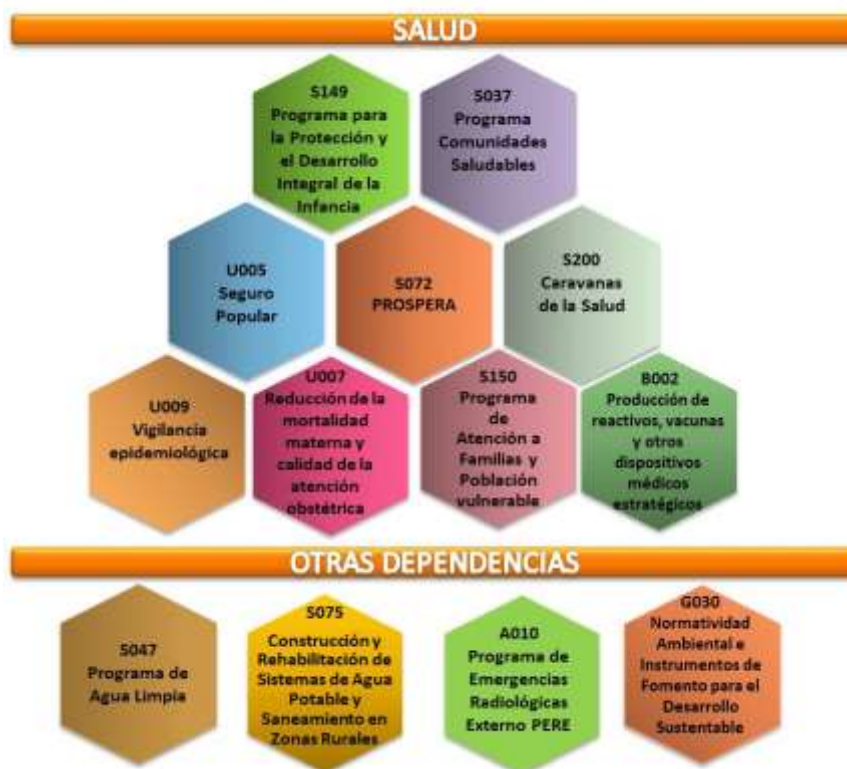 SALUD
S149
Programa para
la Protección y
el Desarrollo
Integral de la
Infancia
S037
Programa
Comunidades
Saludables
U005
Seguro
Popular
S072
PROSPERA
S200
Caravanas
de la Salud
U009
Vigilancia
epidemiológica
U007
Reducción de la
mortalidad
materna y
calidad de la
atención
obstétrica
S150
Programa
de
Atención a
Familias y
Población
vulnerable
B002
Producción de
reactivos, vacunas
y otros
dispositivos
médicos
estratégicos
OTRAS DEPENDENCIAS
S047
Programa de
Agua Limpia
S075
Construcción y
Rehabilitación de
Sistemas de Agua
Potable y
Saneamiento en
Zonas Rurales
A010
Programa de
Emergencias
Radiológicas
Externo PERE
G030
Normatividad
Ambiental e
Instrumentos de
Fomento para el
Desarrollo
Sustentable